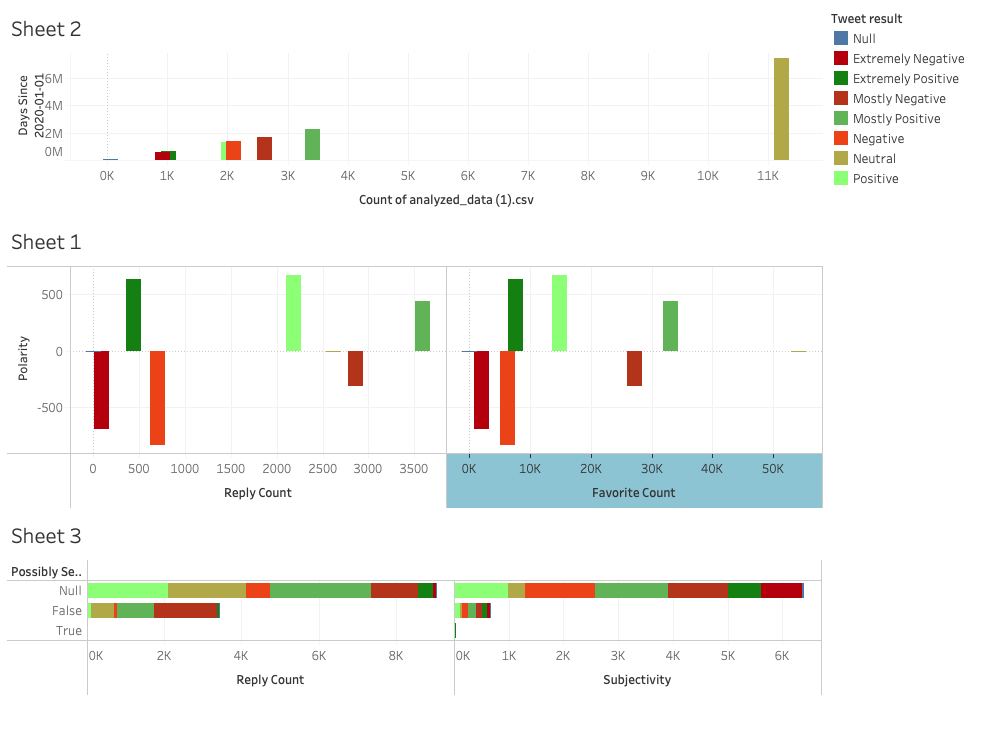 Sheet 2
Days Since
2020-01-01
6M
4M
2M
0M
0K 1K 2K 3K 4K 5K 6K 7K 8K 9K 10K 11K
Count of analyzed_data (1).csv
Tweet result
Null
Extremely Negative
Extremely Positive
Mostly Negative
Mostly Positive
Negative
Neutral
Positive
Sheet 1
Polarity
500
0
-500
0 500 1000 1500 2000 2500 3000 3500
Reply Count
0K 10K 20K 30K 40K 50K
Favorite Count
Sheet 3
Possibly Se..
Null
False
True
0K 2K 4K 6K 8K
Reply Count
0K 1K 2K 3K 4K 5K 6K
Subjectivity